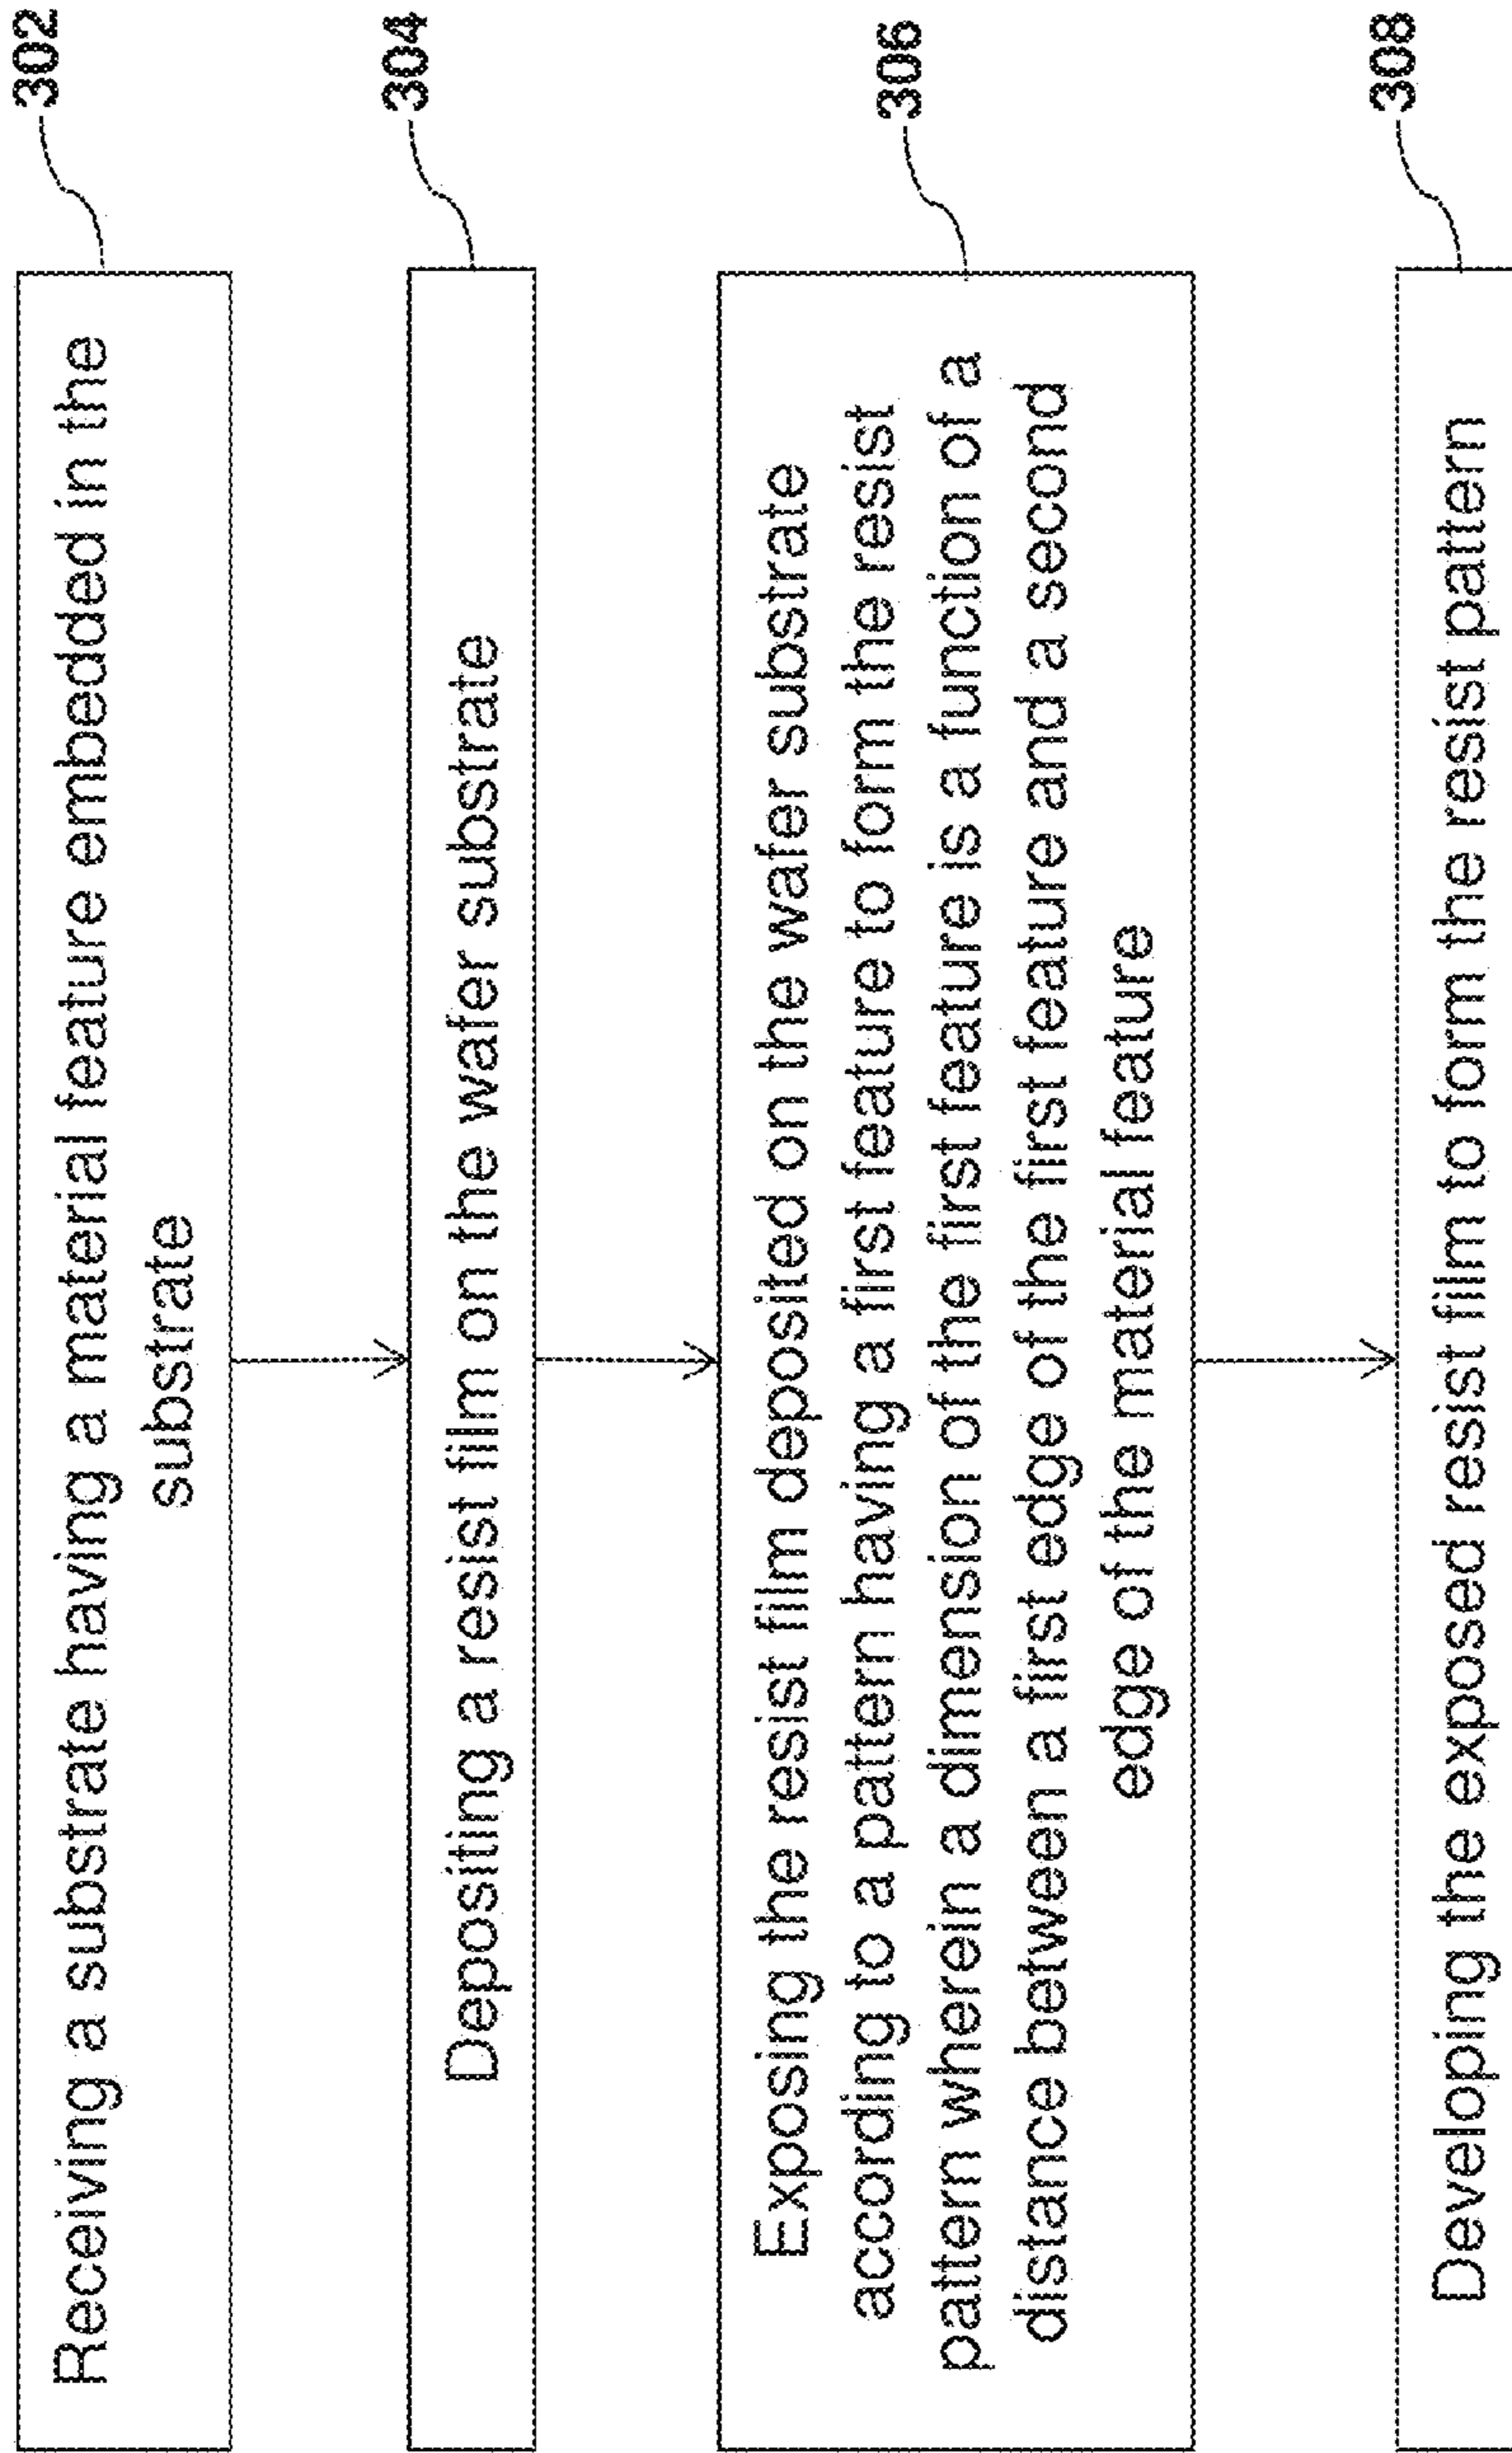 Receiving a substrate having a material feature embedded in the
substrate
302
Depositing a resist film on the wafer substrate
304
Exposing the resist film deposited on the wafer substrate
according to a pattern having a first feature to form the resist
pattern wherein a dimension of the first feature is a function of a
distance between a first edge of the first feature and a second
edge of the material feature
306
Developing the exposed resist film to form the resist pattern
308